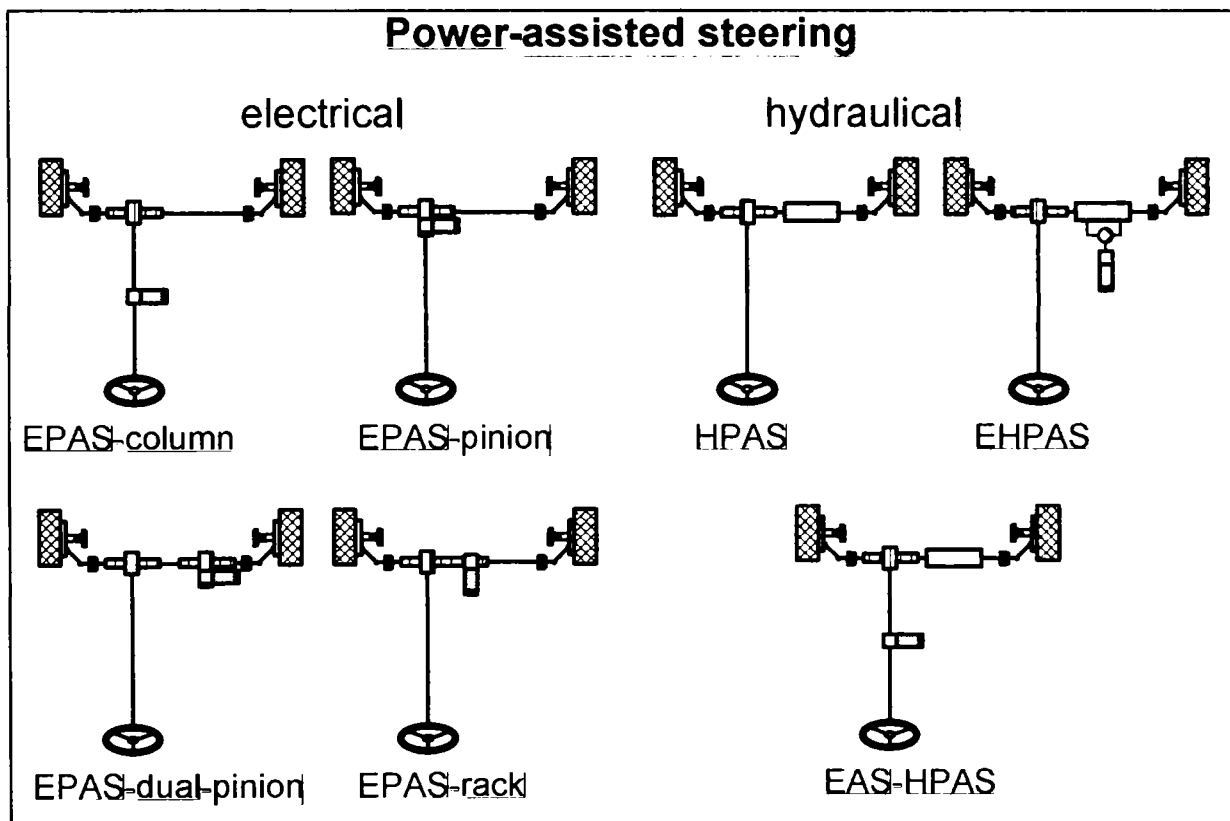 Power-assisted steering
electrical
hydraulical
EPAS-column
EPAS-pinion
HPAS
EHPAS
EPAS-dual-pinion
EPAS-rack
EAS-HPAS